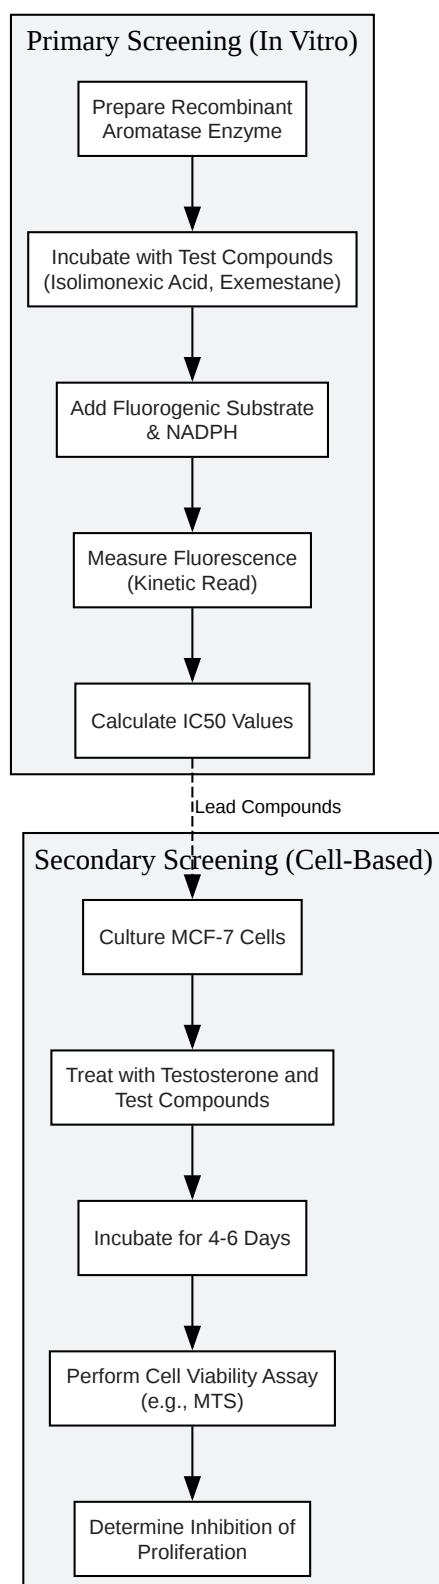 Primary Screening (In Vitro)
Prepare Recombinant
Aromatase Enzyme
Incubate with Test Compounds
(Isolimonexic Acid, Exemestane)
Add Fluorogenic Substrate
& NADPH
Measure Fluorescence
(Kinetic Read)
Calculate IC50 Values
Lead Compounds
Secondary Screening (Cell-Based)
Culture MCF-7 Cells
Treat with Testosterone and
Test Compounds
Incubate for 4-6 Days
Perform Cell Viability Assay
(e.g., MTS)
Determine Inhibition of
Proliferation